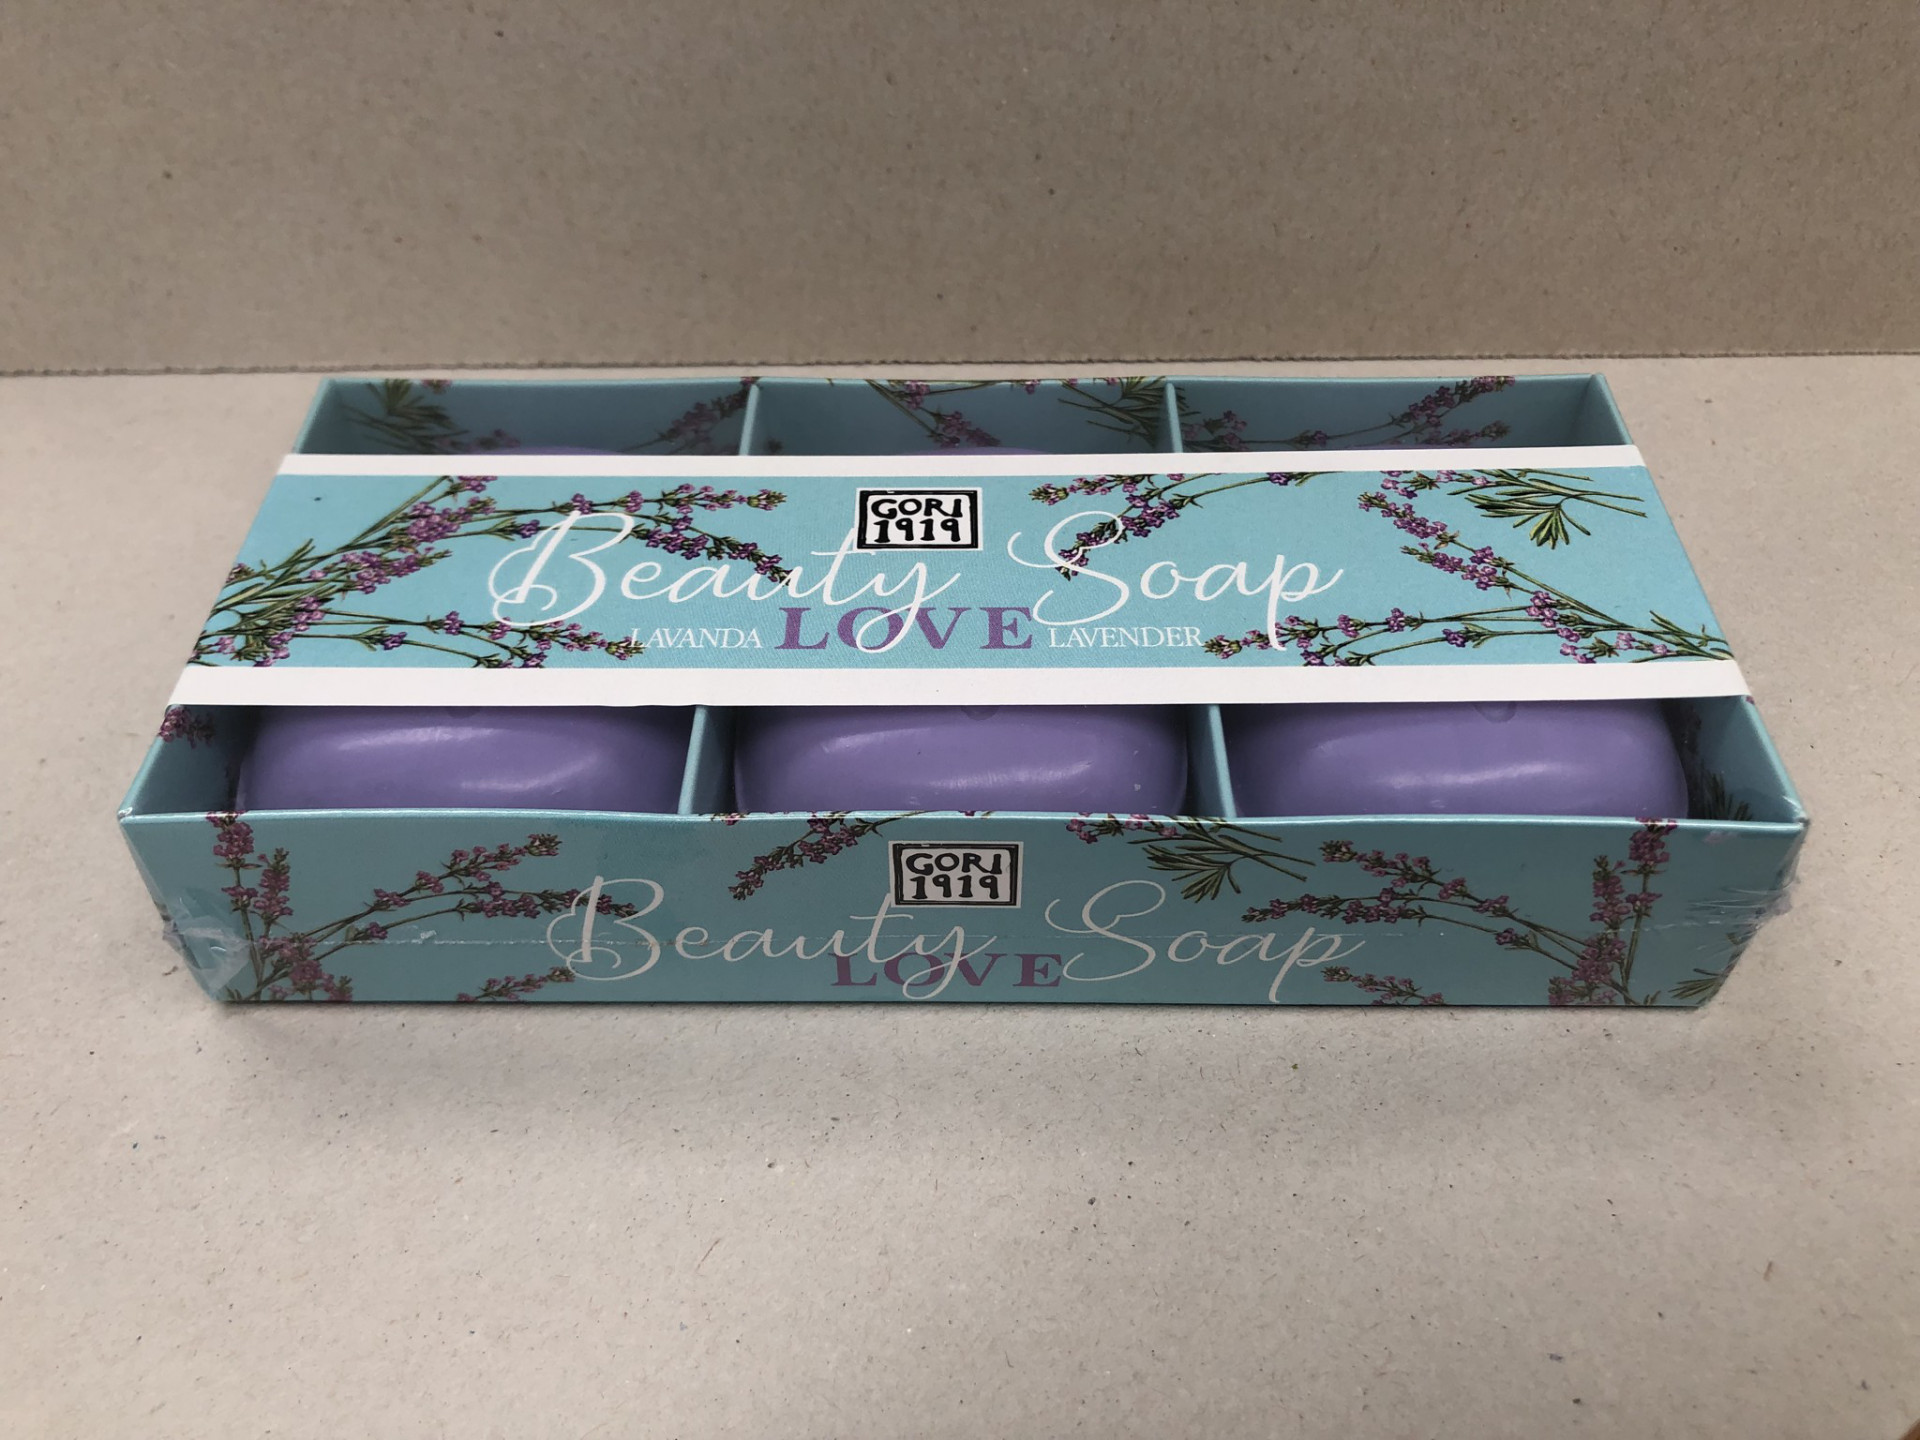 GORI
1919
Beauty Soap
LAVANDA LOVE LAVENDER
GORI
1919
Beauty Soap
LOVE